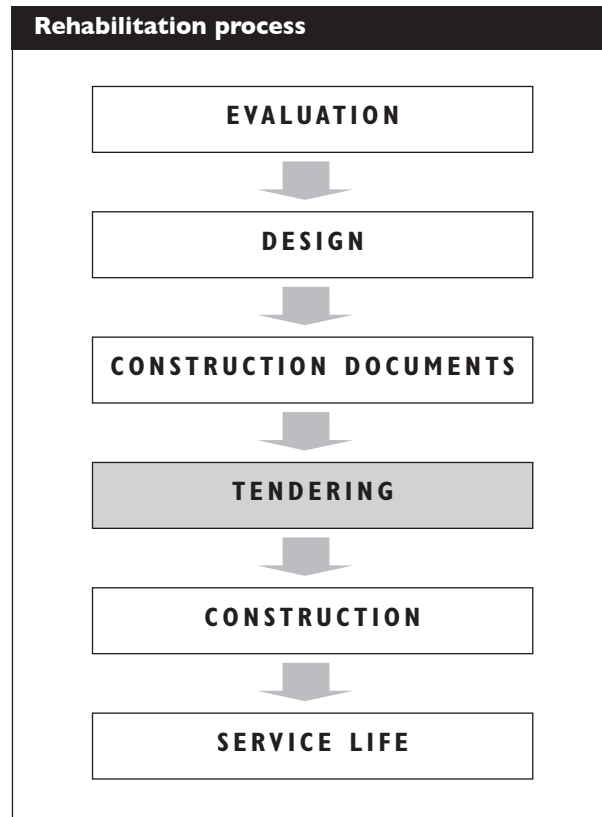 Rehabilitation process
EVALUATION
DESIGN
CONSTRUCTION DOCUMENTS
TENDERING
CONSTRUCTION
SERVICE LIFE